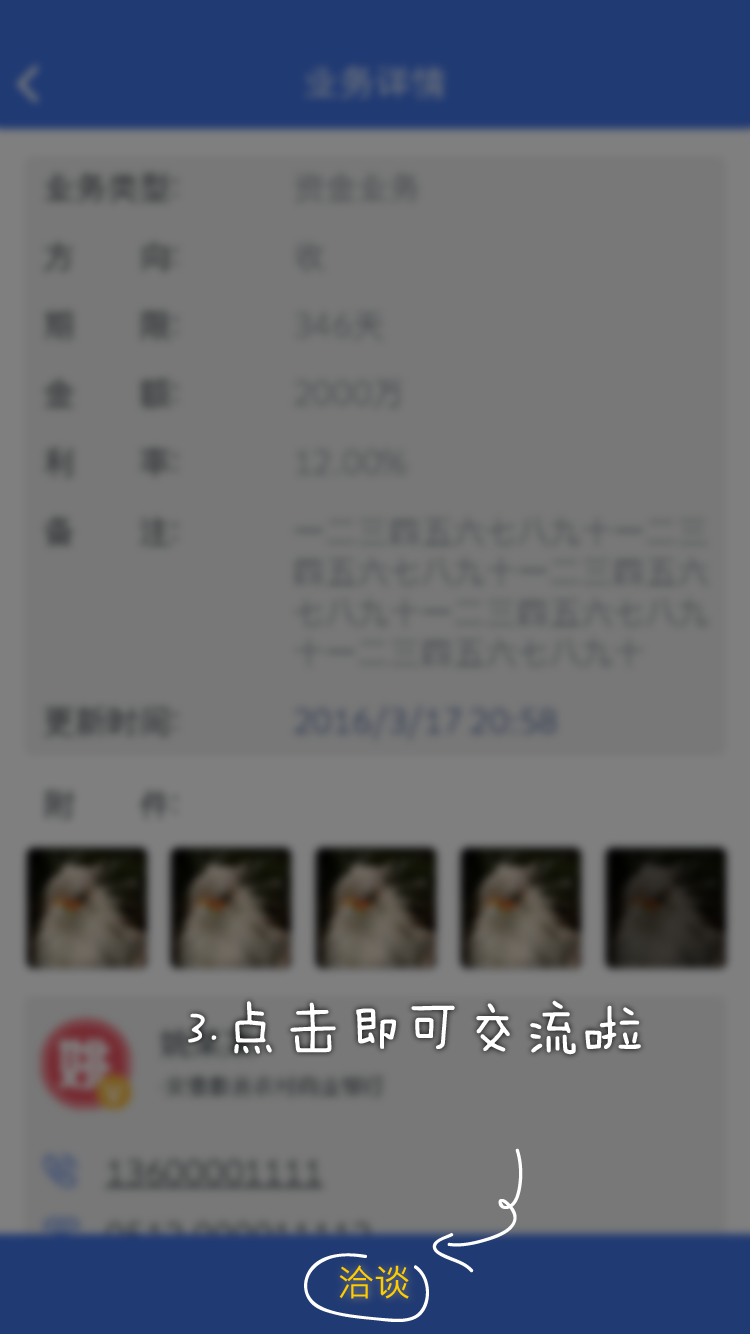 业务详情
业务类型: 资金业务
方 向: 收
期 限: 346天
金 额: 2000万
利 率: 12.00%
备 注: 一二三四五六七八九十一二三
四五六七八九十一二三四五六
七八九十一二三四五六七八九
十一二三四五六七八九十
更新时间: 2016/3/17 20:58
附 件:
3.点击即可交流啦
13600001111
洽谈